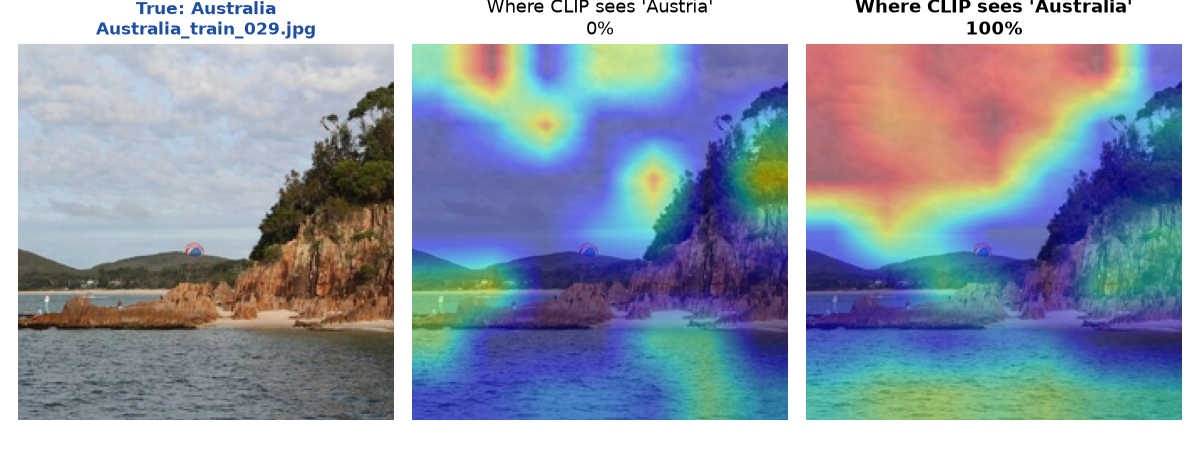 True: Australia
Australia_train_029.jpg
Where CLIP sees 'Austria'
0%
Where CLIP sees 'Australia'
100%